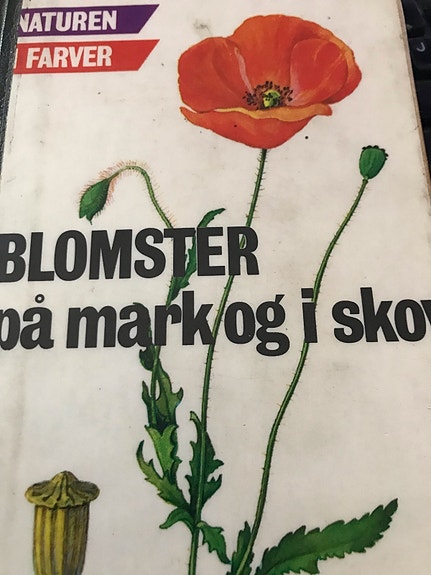 NATUREN
I FARVER
BLOMSTER
på mark og i skov